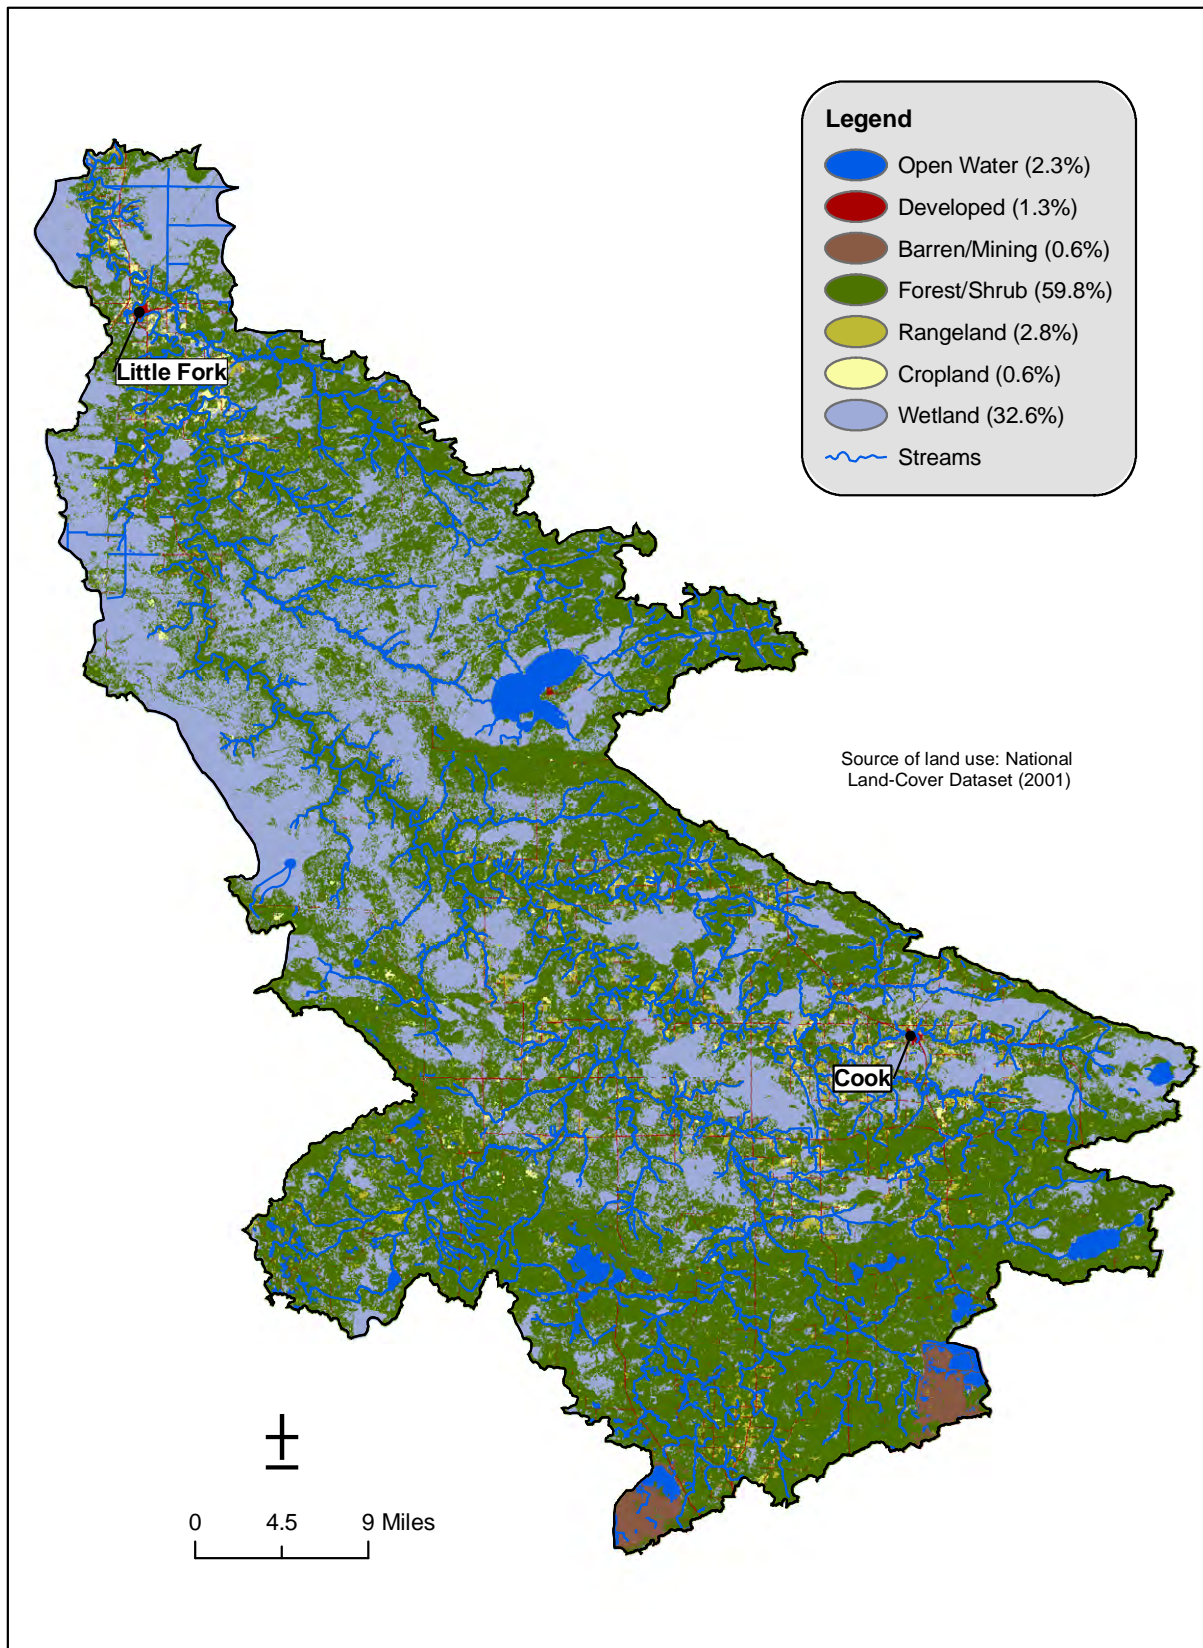 Legend
Open Water (2.3%)
Developed (1.3%)
Barren/Mining (0.6%)
Forest/Shrub (59.8%)
Rangeland (2.8%)
Cropland (0.6%)
Wetland (32.6%)
Streams
Little Fork
Source of land use: National
Land-Cover Dataset (2001)
Cook
0 4.5 9 Miles